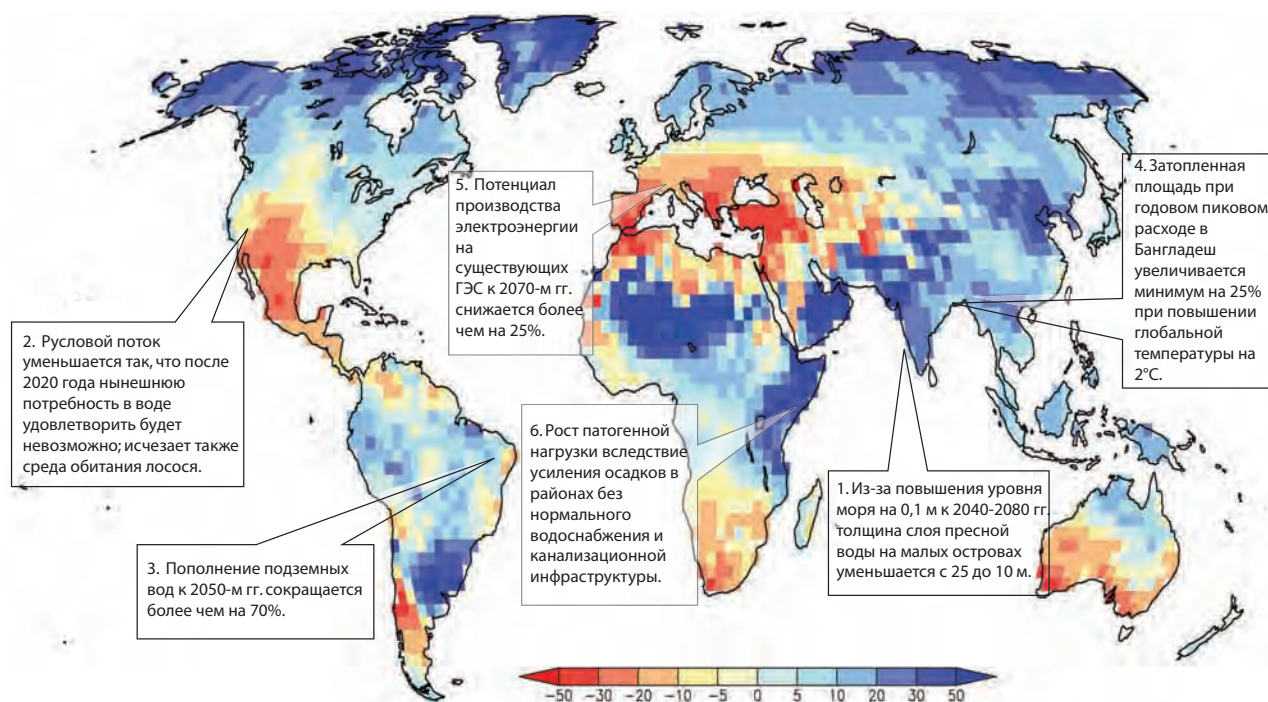 5. Потенциал
производства
электроэнергии
на
существующих
ГЭС к 2070-м гг.
снижается более
чем на 25%.
4. Затопленная
площадь при
годовом пиковом
расходе в
Бангладеш
увеличивается
минимум на 25%
при повышении
глобальной
температуры на
2°C.
2. Русловой поток
уменьшается так, что после
2020 года нынешнюю
потребность в воде
удовлетворить будет
невозможно; исчезает также
среда обитания лосося.
6. Рост патогенной
нагрузки вследствие
усиления осадков в
районах без
нормального
водоснабжения и
канализационной
инфраструктуры.
1. Из-за повышения уровня
моря на 0,1 м к 2040-2080 гг.
толщина слоя пресной
воды на малых островах
уменьшается с 25 до 10 м.
3. Пополнение подземных
вод к 2050-м гг. сокращается
более чем на 70%.
−50 −30 −20 −10 −5 0 5 10 20 30 50